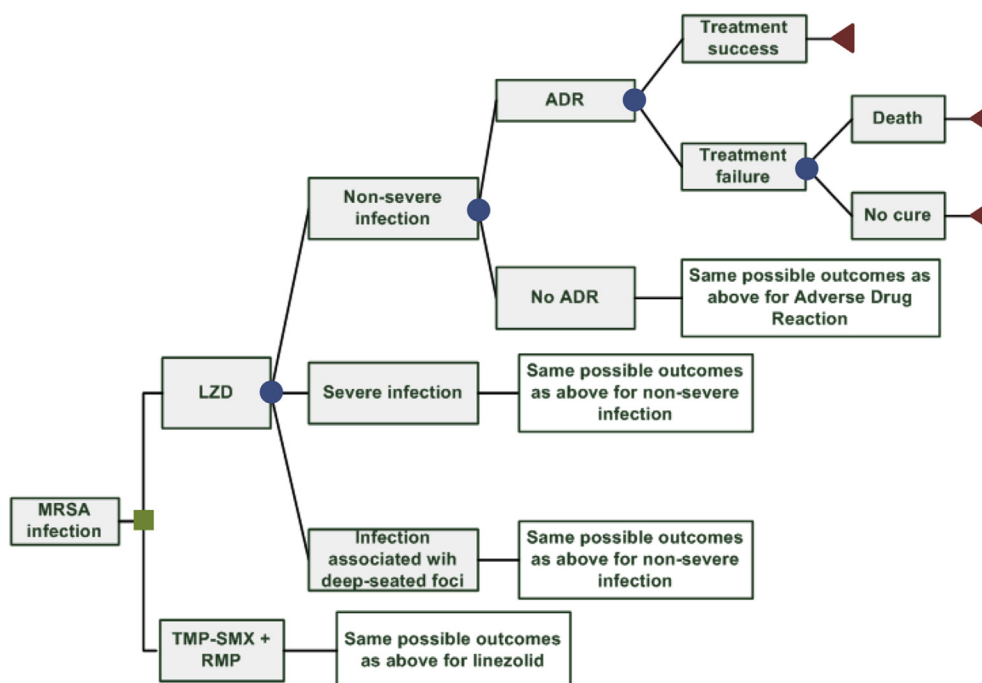 Treatment
success
ADR
Death
Treatment
failure
Non-severe
infection
No cure
No ADR
Same possible outcomes as
above for Adverse Drug
Reaction
LZD
Severe infection
Same possible outcomes
as above for non-severe
infection
MRSA
infection
Infection
associated wih
deep-seated foci
Same possible outcomes
as above for non-severe
infection
TMP-SMX +
RMP
Same possible outcomes
as above for linezolid